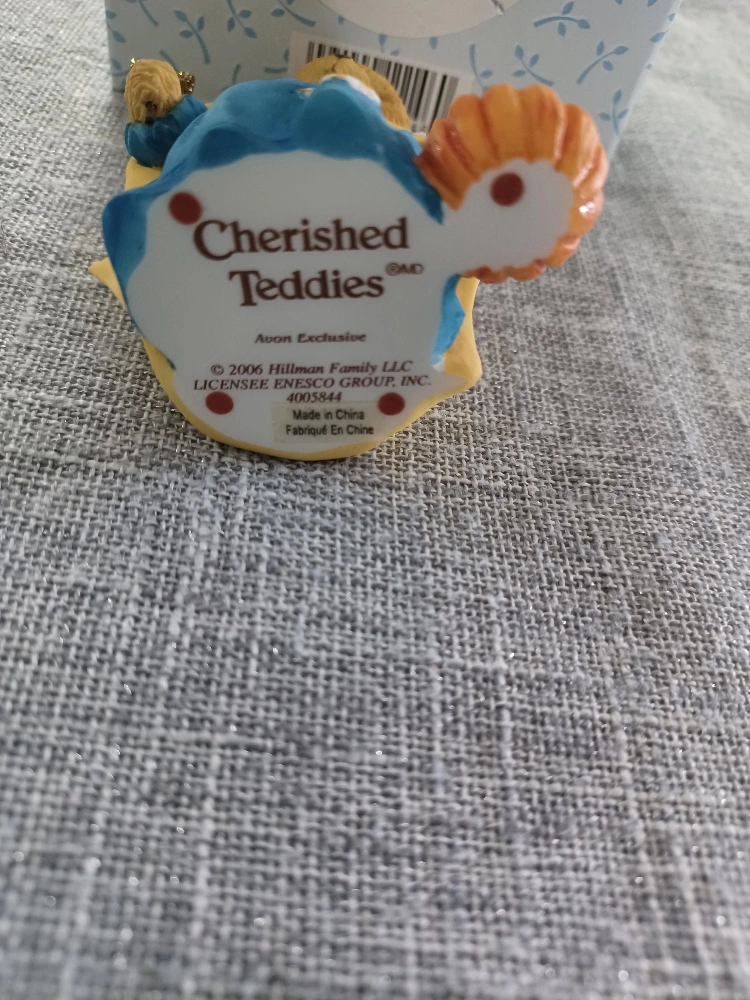 Cherished
Teddies ®/MD
Avon Exclusive
© 2006 Hillman Family LLC
LICENSEE ENESCO GROUP, INC.
4005844
Made in China
Fabriqué En Chine